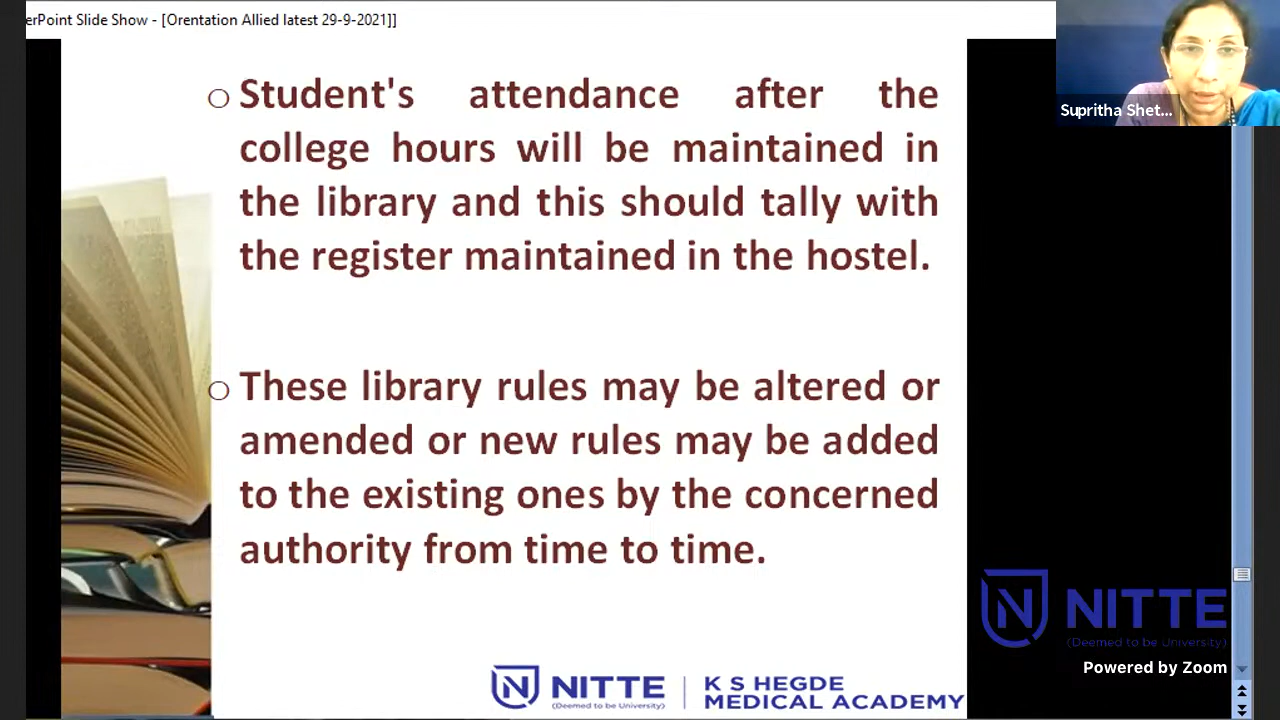 erPoint Slide Show - [Orentation Allied latest 29-9-2021]]
Supritha Shet...
o Student's attendance after the
college hours will be maintained in
the library and this should tally with
the register maintained in the hostel.
o These library rules may be altered or
amended or new rules may be added
to the existing ones by the concerned
authority from time to time.
NITTE
(Deemed to be University)
Powered by Zoom
NITTE
(Deemed to be University)
K S HEGDE
MEDICAL ACADEMY